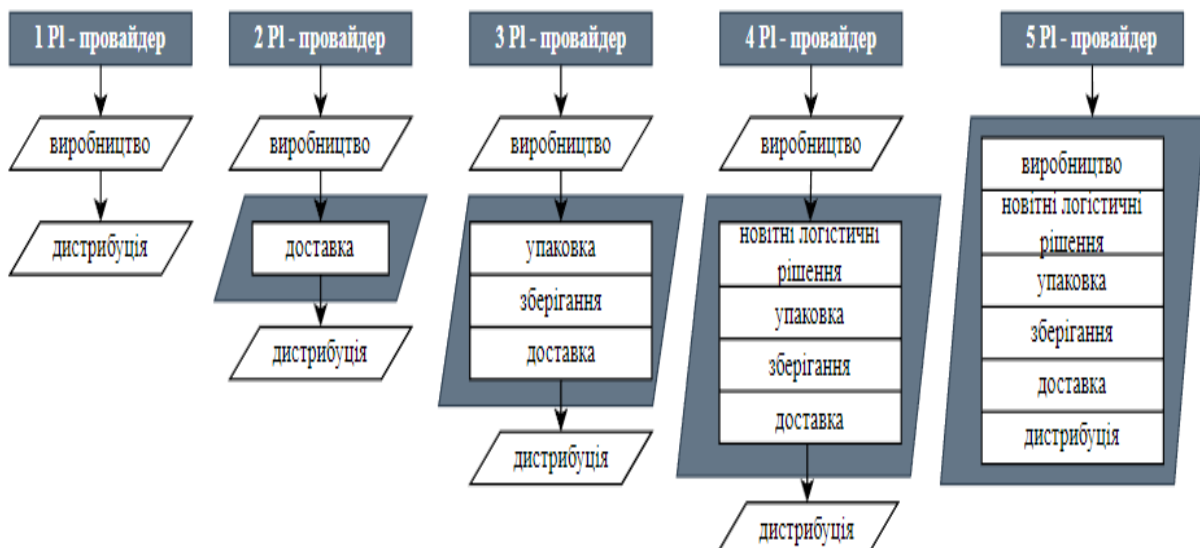 1 Pl - провайдер
виробництво
дистрибуція
2 Pl - провайдер
виробництво
доставка
дистрибуція
3 Pl - провайдер
виробництво
упаковка
зберігання
доставка
дистрибуція
4 Pl - провайдер
виробництво
новітні логістичні
рішення
упаковка
зберігання
доставка
дистрибуція
5 Pl - провайдер
виробництво
новітні логістичні
рішення
упаковка
зберігання
доставка
дистрибуція